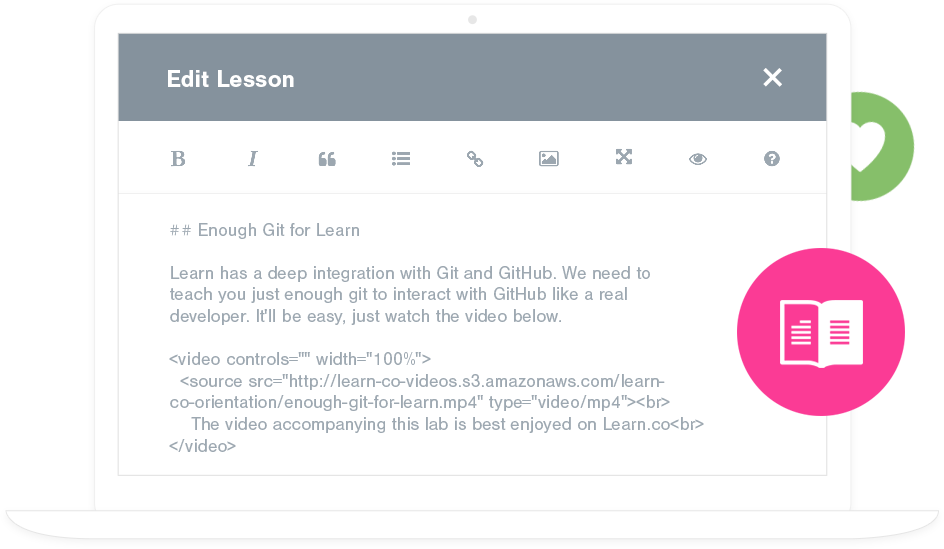 Edit Lesson
B I
## Enough Git for Learn
Learn has a deep integration with Git and GitHub. We need to
teach you just enough git to interact with GitHub like a real
developer. It'll be easy, just watch the video below.
<video controls="" width="100%">
<source src="http://learn-co-videos.s3.amazonaws.com/learn-
co-orientation/enough-git-for-learn.mp4" type="video/mp4"><br>
The video accompanying this lab is best enjoyed on Learn.co<br>
</video>